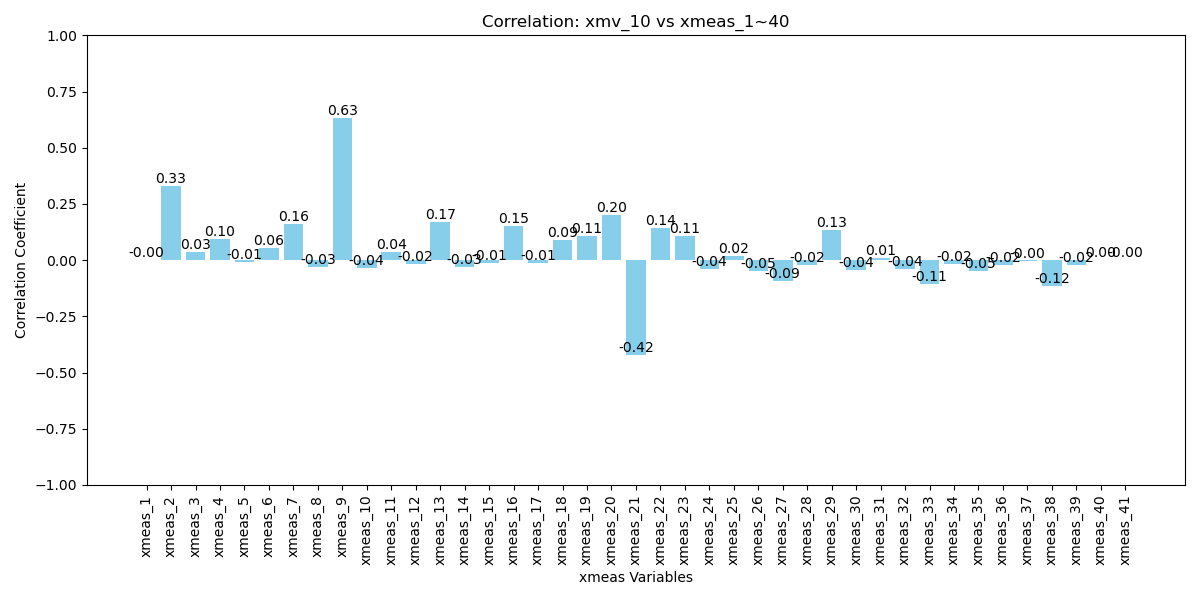 Correlation: xmv_10 vs xmeas_1~40
1.00
0.75
0.50
0.25
0.00
−0.25
−0.50
−0.75
−1.00
Correlation Coefficient
-0.00
0.33
0.03
0.10
-0.01
0.06
0.16
-0.03
0.63
-0.04
0.04
-0.02
0.17
-0.03
-0.01
0.15
-0.01
0.09
0.11
0.20
-0.42
0.14
0.11
-0.04
0.02
-0.05
-0.09
-0.02
0.13
-0.04
0.01
-0.04
-0.11
-0.02
-0.05
-0.02
-0.00
-0.12
-0.02
0.00
-0.00
xmeas_1
xmeas_2
xmeas_3
xmeas_4
xmeas_5
xmeas_6
xmeas_7
xmeas_8
xmeas_9
xmeas_10
xmeas_11
xmeas_12
xmeas_13
xmeas_14
xmeas_15
xmeas_16
xmeas_17
xmeas_18
xmeas_19
xmeas_20
xmeas_21
xmeas_22
xmeas_23
xmeas_24
xmeas_25
xmeas_26
xmeas_27
xmeas_28
xmeas_29
xmeas_30
xmeas_31
xmeas_32
xmeas_33
xmeas_34
xmeas_35
xmeas_36
xmeas_37
xmeas_38
xmeas_39
xmeas_40
xmeas_41
xmeas Variables